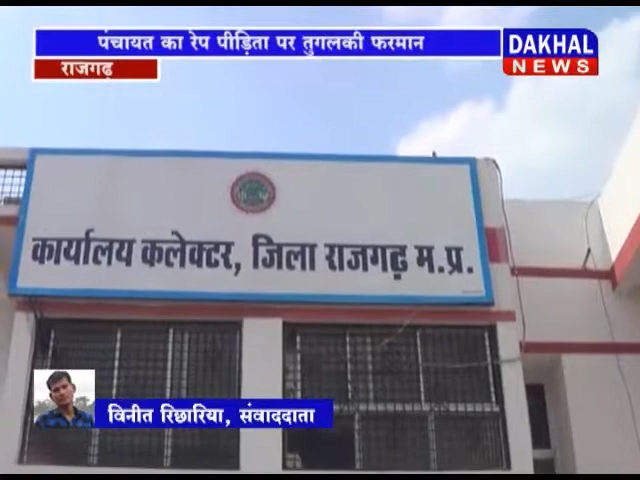 पंचायत का रेप पीड़िता पर तुगलकी फरमान
DAKHAL
NEWS
राजगढ़
कार्यालय कलेक्टर, जिला राजगढ़ म.प्र.
विनीत रिछारिया, संवाददाता